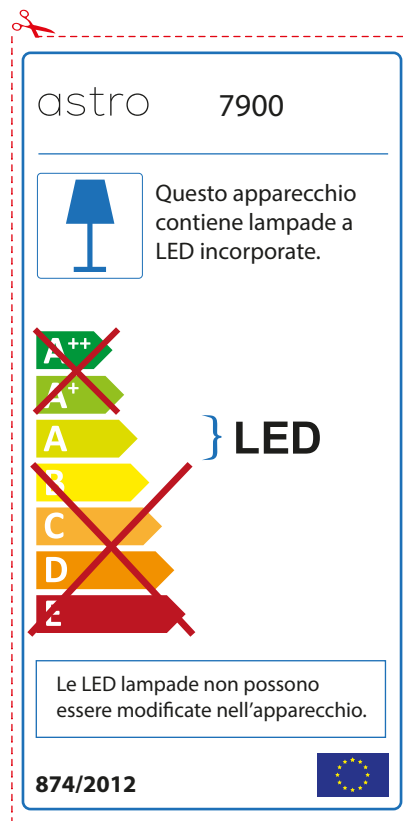 astro 7900
Questo apparecchio
contiene lampade a
LED incorporate.
A++
A+
A
LED
B
C
D
E
Le LED lampade non possono
essere modificate nell'apparecchio.
874/2012